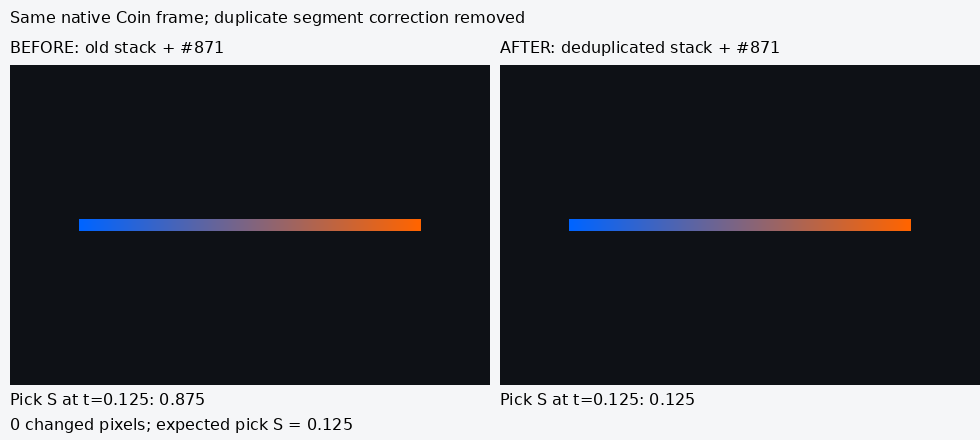 Same native Coin frame; duplicate segment correction removed
BEFORE: old stack + #871
AFTER: deduplicated stack + #871
Pick S at t=0.125: 0.875
Pick S at t=0.125: 0.125
0 changed pixels; expected pick S = 0.125